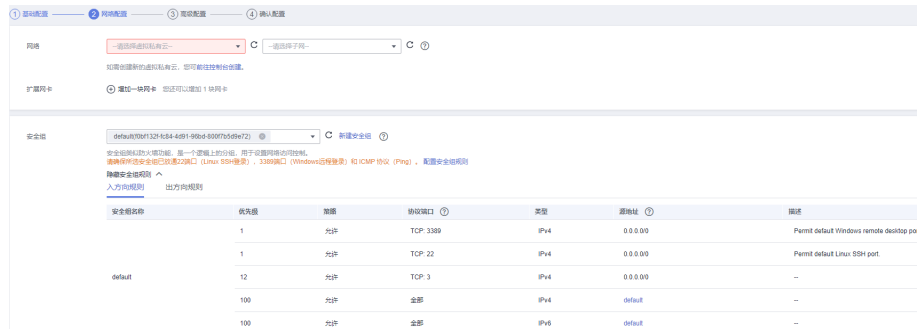 1 基础配置 2 网络配置 3 高级配置 4 确认配置
网络 --请选择虚拟私有云-- --请选择子网--
如需创建新的虚拟私有云，您可前往控制台创建。
扩展网卡 增加一块网卡 您还可以增加 1 块网卡
安全组 default(f0bf132f-fc84-4d91-96bd-800f7b5d9e72) 新建安全组
安全组类似防火墙功能，是一个逻辑上的分组，用于设置网络访问控制。
请确保所选安全组已放通22端口（Linux SSH登录）、3389端口（Windows远程登录）和 ICMP 协议（Ping）。配置安全组规则
隐藏安全组规则
入方向规则 出方向规则
安全组名称 优先级 策略 协议端口 类型 源地址 描述
1 允许 TCP: 3389 IPv4 0.0.0.0/0 Permit default Windows remote desktop por
1 允许 TCP: 22 IPv4 0.0.0.0/0 Permit default Linux SSH port.
default 12 允许 TCP: 3 IPv4 0.0.0.0/0 --
100 允许 全部 IPv4 default --
100 允许 全部 IPv6 default --